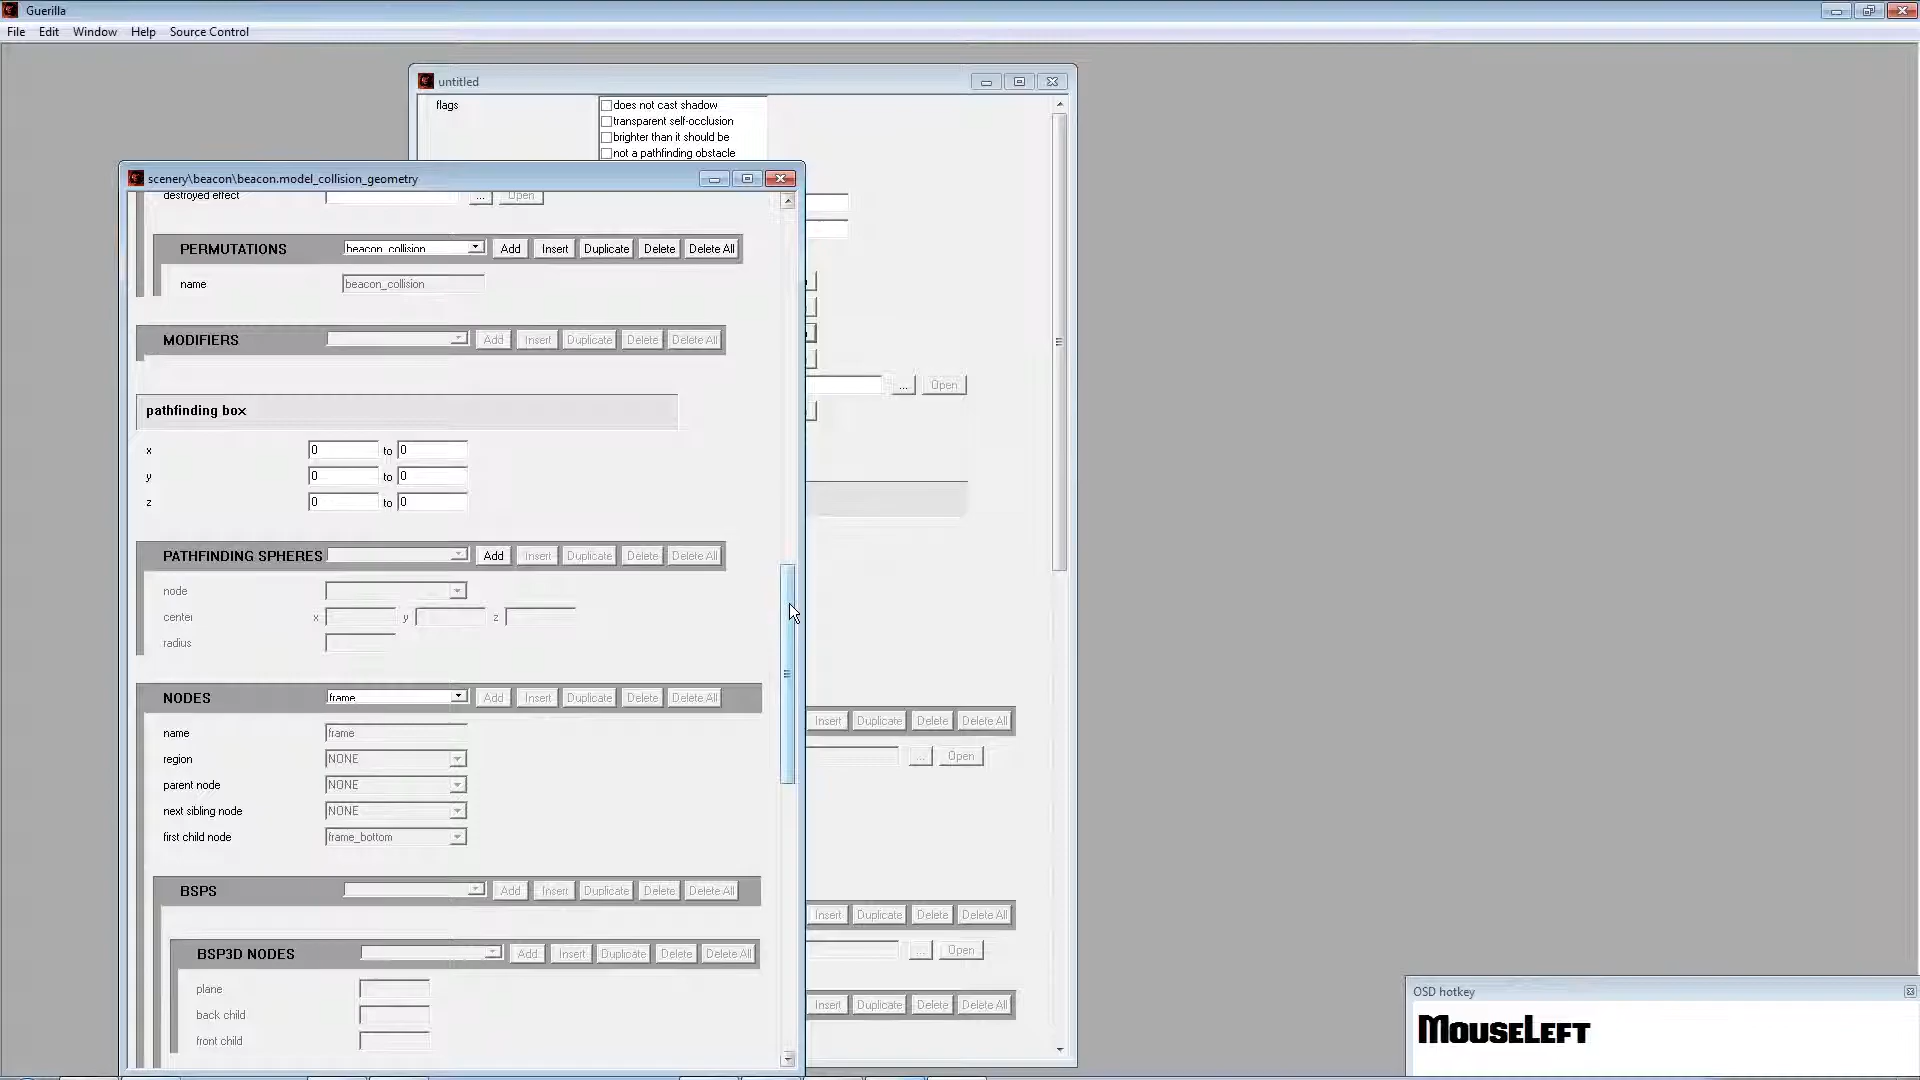 Guerilla
File Edit Window Help Source Control
untitled
flags
does not cast shadow
transparent self-occlusion
brighter than it should be
not a pathfinding obstacle
scenery\beacon\beacon.model_collision_geometry
destroyed effect ... Open
PERMUTATIONS beacon_collision Add Insert Duplicate Delete Delete All
name beacon_collision
MODIFIERS Add Insert Duplicate Delete Delete All
... Open
pathfinding box
x 0 to 0
y 0 to 0
z 0 to 0
PATHFINDING SPHERES Add Insert Duplicate Delete Delete All
node
center x y z
radius
NODES frame Add Insert Duplicate Delete Delete All
Insert Duplicate Delete Delete All
name frame
region NONE
... Open
parent node NONE
next sibling node NONE
first child node frame_bottom
BSPS Add Insert Duplicate Delete Delete All
Insert Duplicate Delete Delete All
BSP3D NODES Add Insert Duplicate Delete Delete All
... Open
plane
Insert Duplicate Delete Delete All
back child
front child
OSD hotkey
MouseLeft